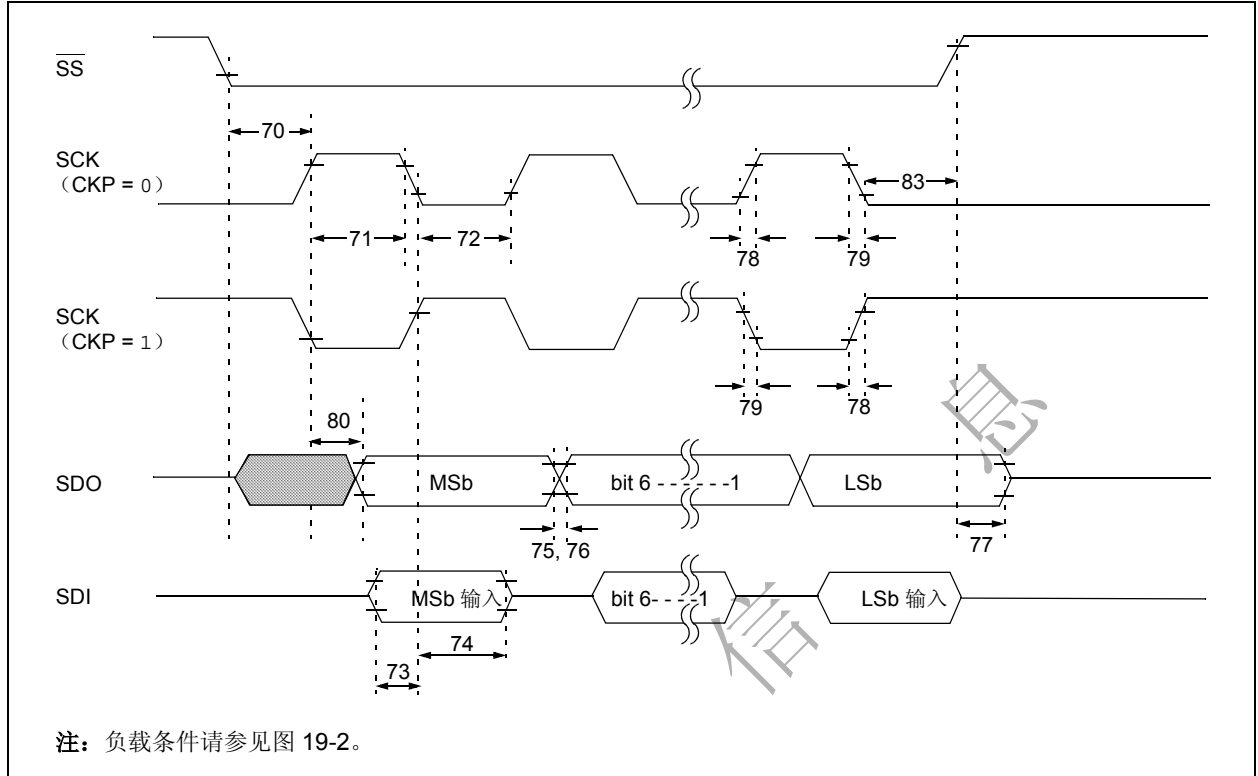 SS
70
SCK
（CKP = 0）
83
71
72
78
79
SCK
（CKP = 1）
79
78
80
SDO
MSb
bit 6 - - - - - - -1
LSb
75, 76
77
SDI
MSb 输入
bit 6- - - -1
LSb 输入
74
73
信息
注：负载条件请参见图 19-2。